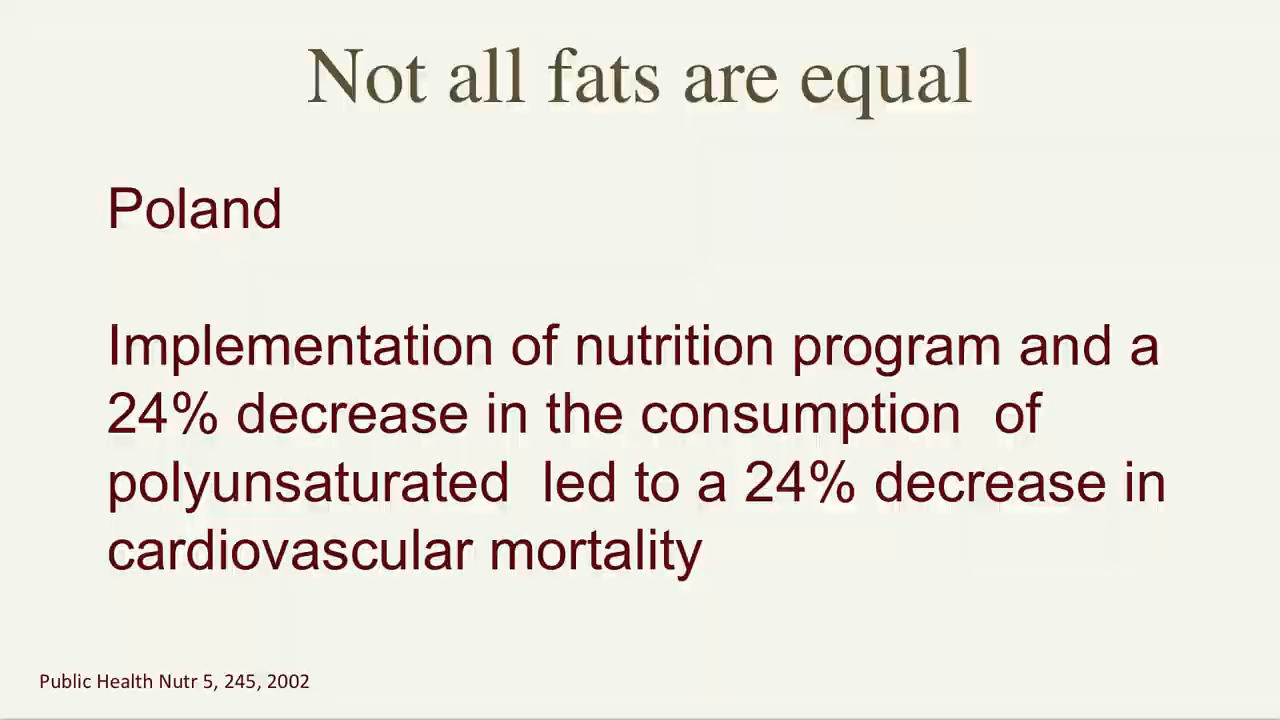 Not all fats are equal
Poland
Implementation of nutrition program and a
24% decrease in the consumption  of
polyunsaturated  led to a 24% decrease in
cardiovascular mortality
Public Health Nutr 5, 245, 2002